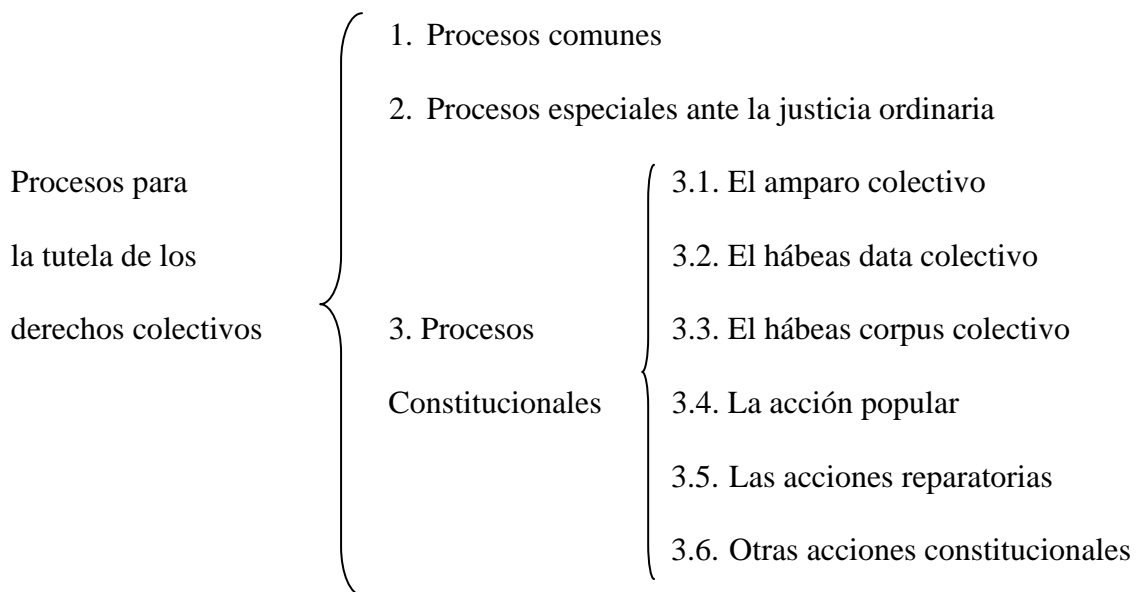 Procesos para
la tutela de los
derechos colectivos
1. Procesos comunes
2. Procesos especiales ante la justicia ordinaria
3. Procesos
Constitucionales
3.1. El amparo colectivo
3.2. El hábeas data colectivo
3.3. El hábeas corpus colectivo
3.4. La acción popular
3.5. Las acciones reparatorias
3.6. Otras acciones constitucionales